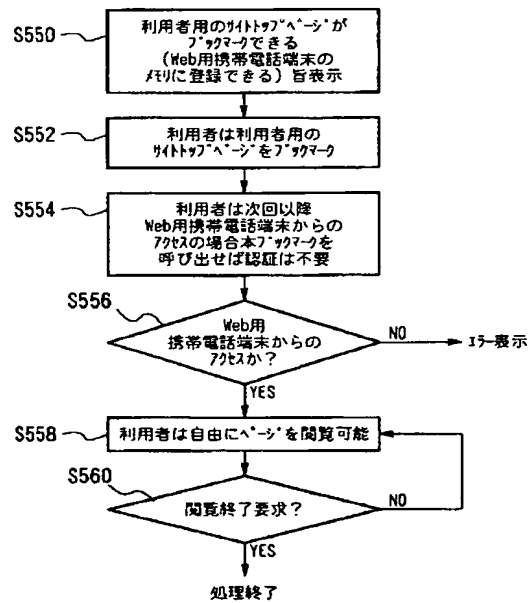 S550
利用者用のｻｲﾄﾄｯﾌﾟﾍﾟｰｼﾞが
ﾌﾞｯｸﾏｰｸできる
(Web用携帯電話端末の
ﾒﾓﾘに登録できる)旨表示
S552
利用者は利用者用の
ｻｲﾄﾄｯﾌﾟﾍﾟｰｼﾞをﾌﾞｯｸﾏｰｸ
S554
利用者は次回以降
Web用携帯電話端末からの
ｱｸｾｽの場合本ﾌﾞｯｸﾏｰｸを
呼び出せば認証は不要
S556
Web用
携帯電話端末からの
ｱｸｾｽか?
NO
ｴﾗｰ表示
YES
S558
利用者は自由にﾍﾟｰｼﾞを閲覧可能
S560
閲覧終了要求?
NO
YES
処理終了